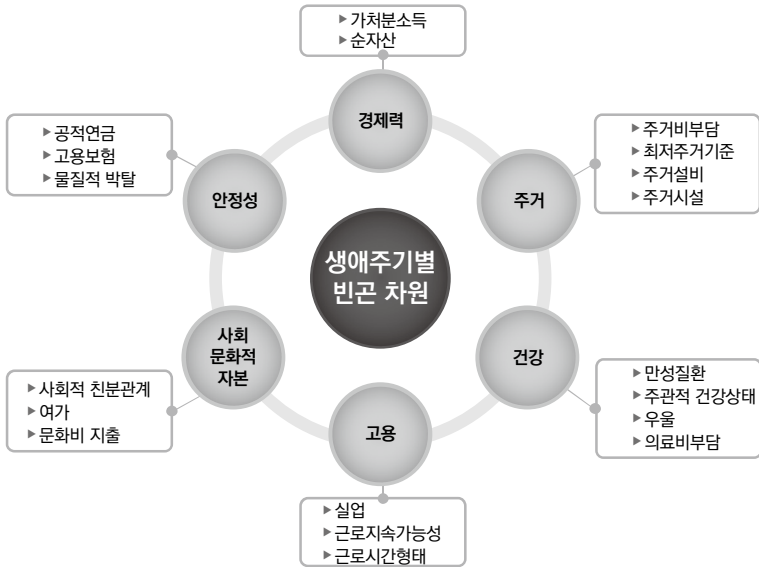 ▶ 가처분소득
▶ 순자산
경제력
▶ 공적연금
▶ 고용보험
▶ 물질적 박탈
안정성
▶ 주거비부담
▶ 최저주거기준
▶ 주거설비
▶ 주거시설
주거
생애주기별
빈곤 차원
사회
문화적
자본
▶ 사회적 친분관계
▶ 여가
▶ 문화비 지출
건강
▶ 만성질환
▶ 주관적 건강상태
▶ 우울
▶ 의료비부담
고용
▶ 실업
▶ 근로지속가능성
▶ 근로시간형태